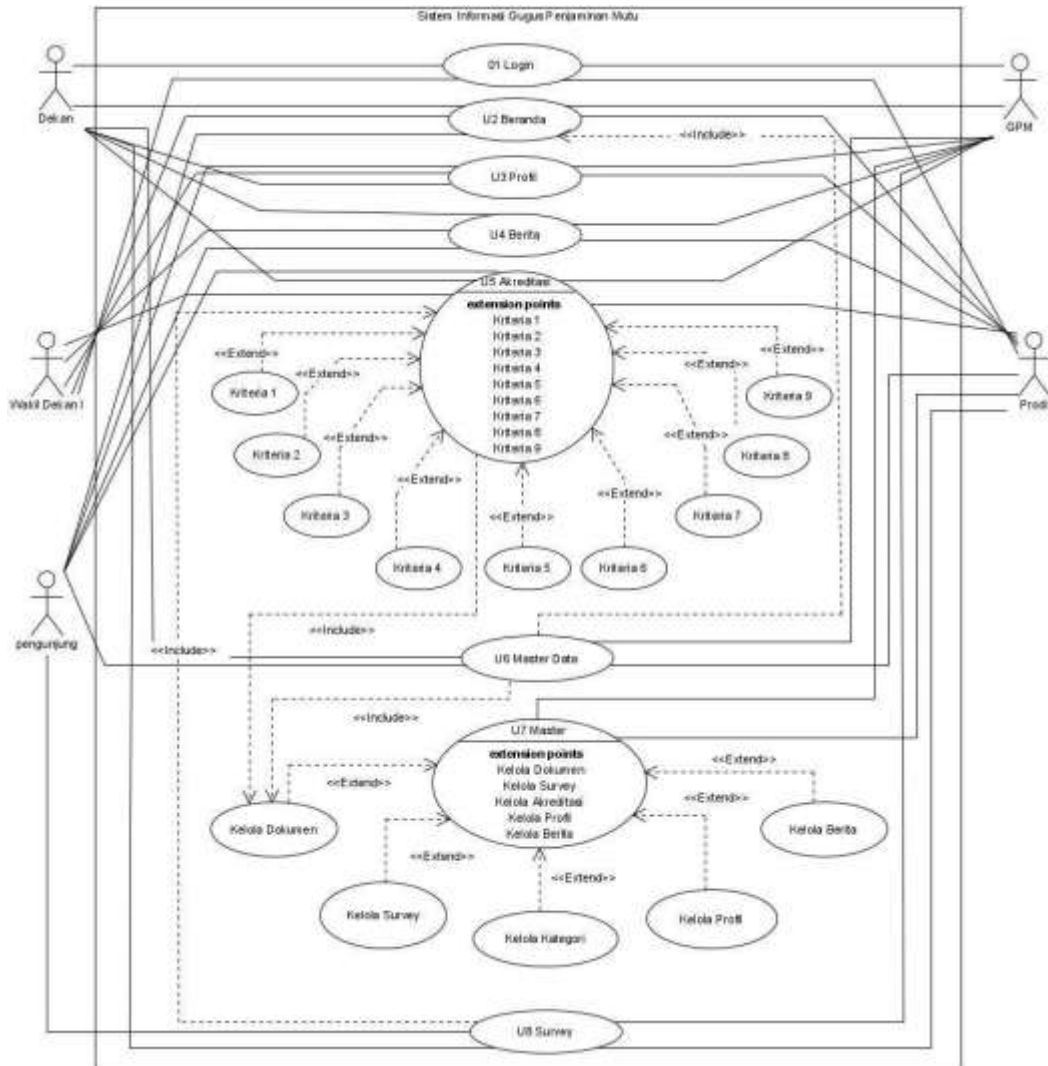 Sistem Informasi Gugus Penjaminan Mutu
01 Login
Dekan
GPM
U2 Beranda
<<Include>>
U3 Profil
U4 Berita
U5 Akreditasi
extension points
Kriteria 1
Kriteria 2
Kriteria 3
Kriteria 4
Kriteria 5
Kriteria 6
Kriteria 7
Kriteria 8
Kriteria 9
Wakil Dekan I
Prodi
<<Extend>>
<<Extend>>
<<Extend>>
<<Extend>>
<<Extend>>
<<Extend>>
<<Extend>>
<<Extend>>
<<Extend>>
Kriteria 1
Kriteria 2
Kriteria 3
Kriteria 4
Kriteria 5
Kriteria 6
Kriteria 7
Kriteria 8
Kriteria 9
pengunjung
<<Include>>
<<Include>>
U6 Master Data
<<Include>>
U7 Master
extension points
Kelola Dokumen
Kelola Survey
Kelola Akreditasi
Kelola Profil
Kelola Berita
<<Extend>>
<<Extend>>
<<Extend>>
<<Extend>>
<<Extend>>
Kelola Dokumen
Kelola Berita
Kelola Survey
Kelola Profil
Kelola Kategori
U8 Survey